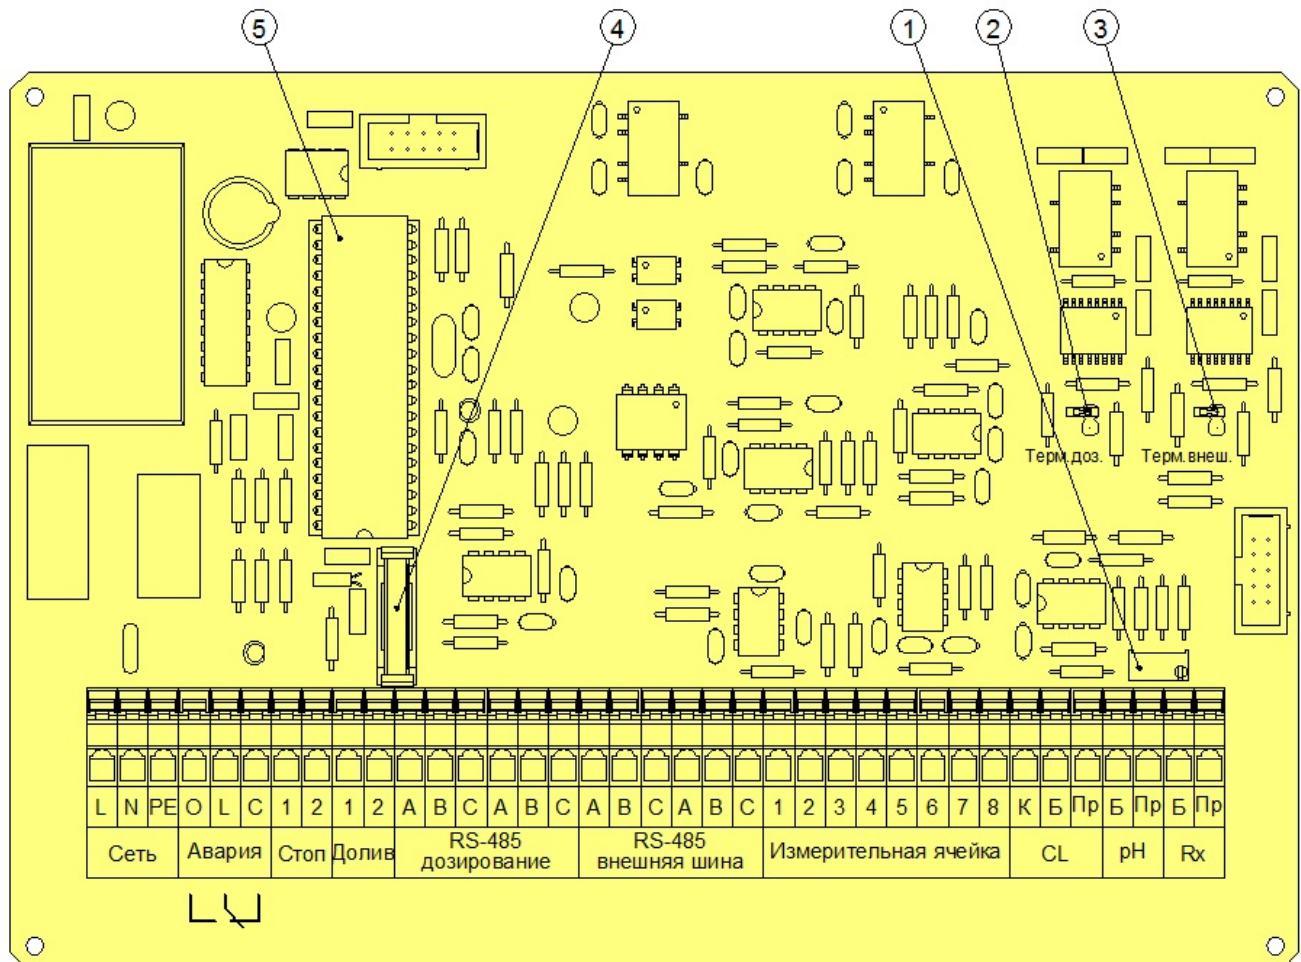 5 4 1 2 3
Терм.доз. Терм.внеш.
L N PE O L C 1 2 1 2 A B C A B C A B C A B C 1 2 3 4 5 6 7 8 К Б Пр Б Пр Б Пр
Сеть Авария Стоп Долив RS-485 дозирование RS-485 внешняя шина Измерительная ячейка CL pH Rx